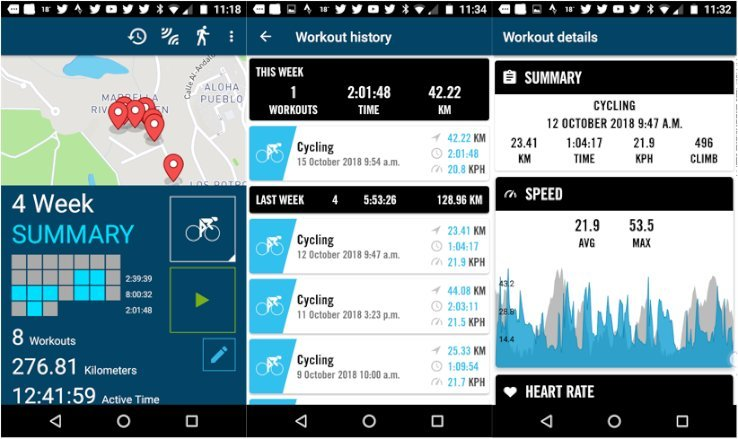 18°
11:18
Calle Al-Andalus
MARBELLA
ALOHA
PUEBLO
4 Week
SUMMARY
2:39:39
8:00:32
2:01:48
8 Workouts
276.81 Kilometers
12:41:59 Active Time
18°
11:34
Workout history
THIS WEEK
1 2:01:48 42.22
WORKOUTS TIME KM
Cycling
15 October 2018 9:54 a.m.
42.22 KM
2:01:48
20.8 KPH
LAST WEEK 4 5:53:26 128.96 KM
Cycling
12 October 2018 9:47 a.m.
23.41 KM
1:04:17
21.9 KPH
Cycling
11 October 2018 3:23 p.m.
44.08 KM
2:03:11
21.5 KPH
Cycling
9 October 2018 10:00 a.m.
25.33 KM
1:09:54
21.7 KPH
18°
11:32
Workout details
SUMMARY
CYCLING
12 OCTOBER 2018 9:47 A.M.
23.41 1:04:17 21.9 496
KM TIME KPH CLIMB
SPEED
21.9 53.5
AVG MAX
43.2
28.8
14.4
HEART RATE